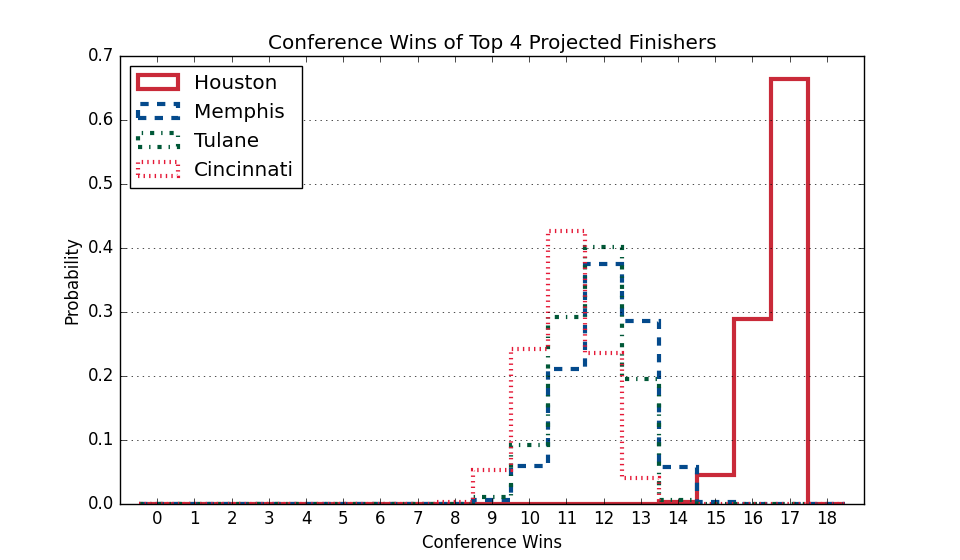 Conference Wins of Top 4 Projected Finishers
Houston
Memphis
Tulane
Cincinnati
Probability
0.7
0.6
0.5
0.4
0.3
0.2
0.1
0.0
0 1 2 3 4 5 6 7 8 9 10 11 12 13 14 15 16 17 18
Conference Wins